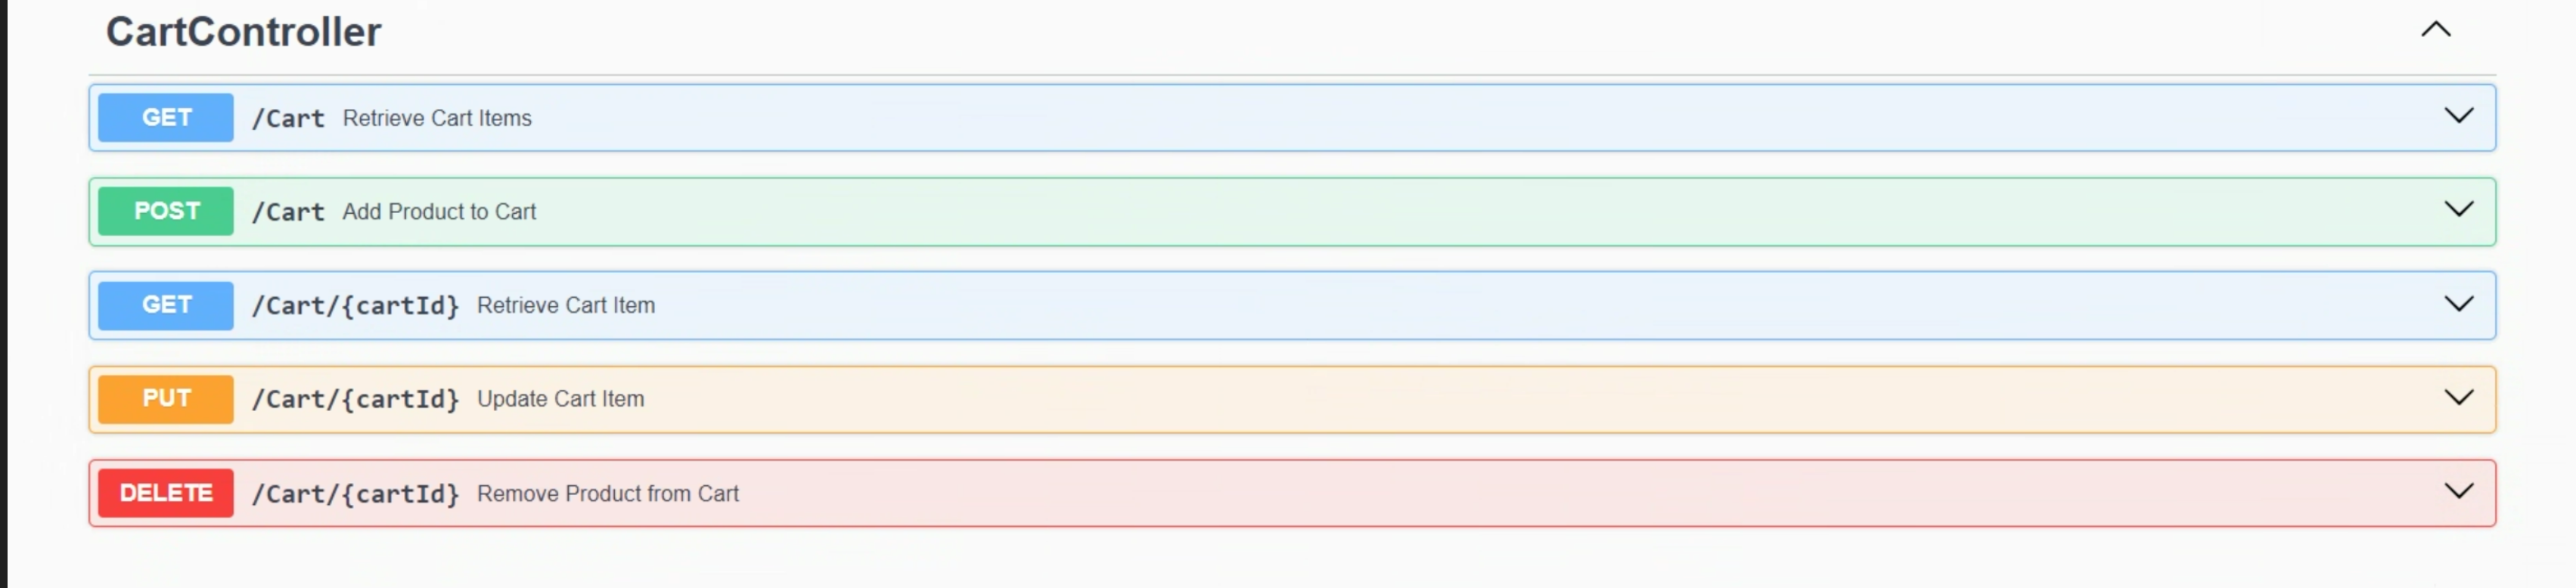 CartController
GET /Cart Retrieve Cart Items
POST /Cart Add Product to Cart
GET /Cart/{cartId} Retrieve Cart Item
PUT /Cart/{cartId} Update Cart Item
DELETE /Cart/{cartId} Remove Product from Cart